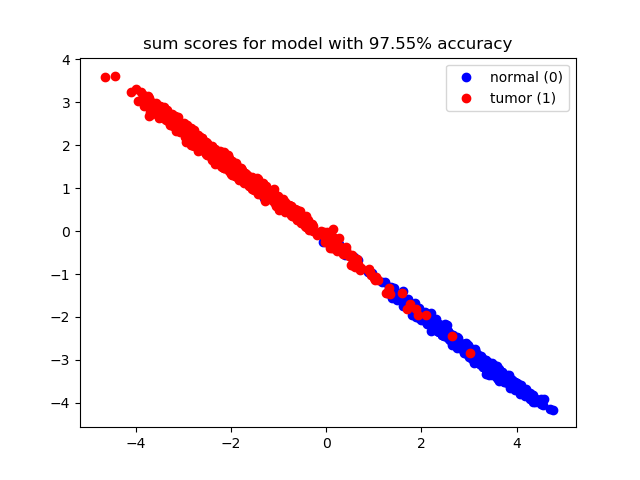 sum scores for model with 97.55% accuracy
normal (0)
tumor (1)
4
3
2
1
0
−1
−2
−3
−4
−4 −2 0 2 4